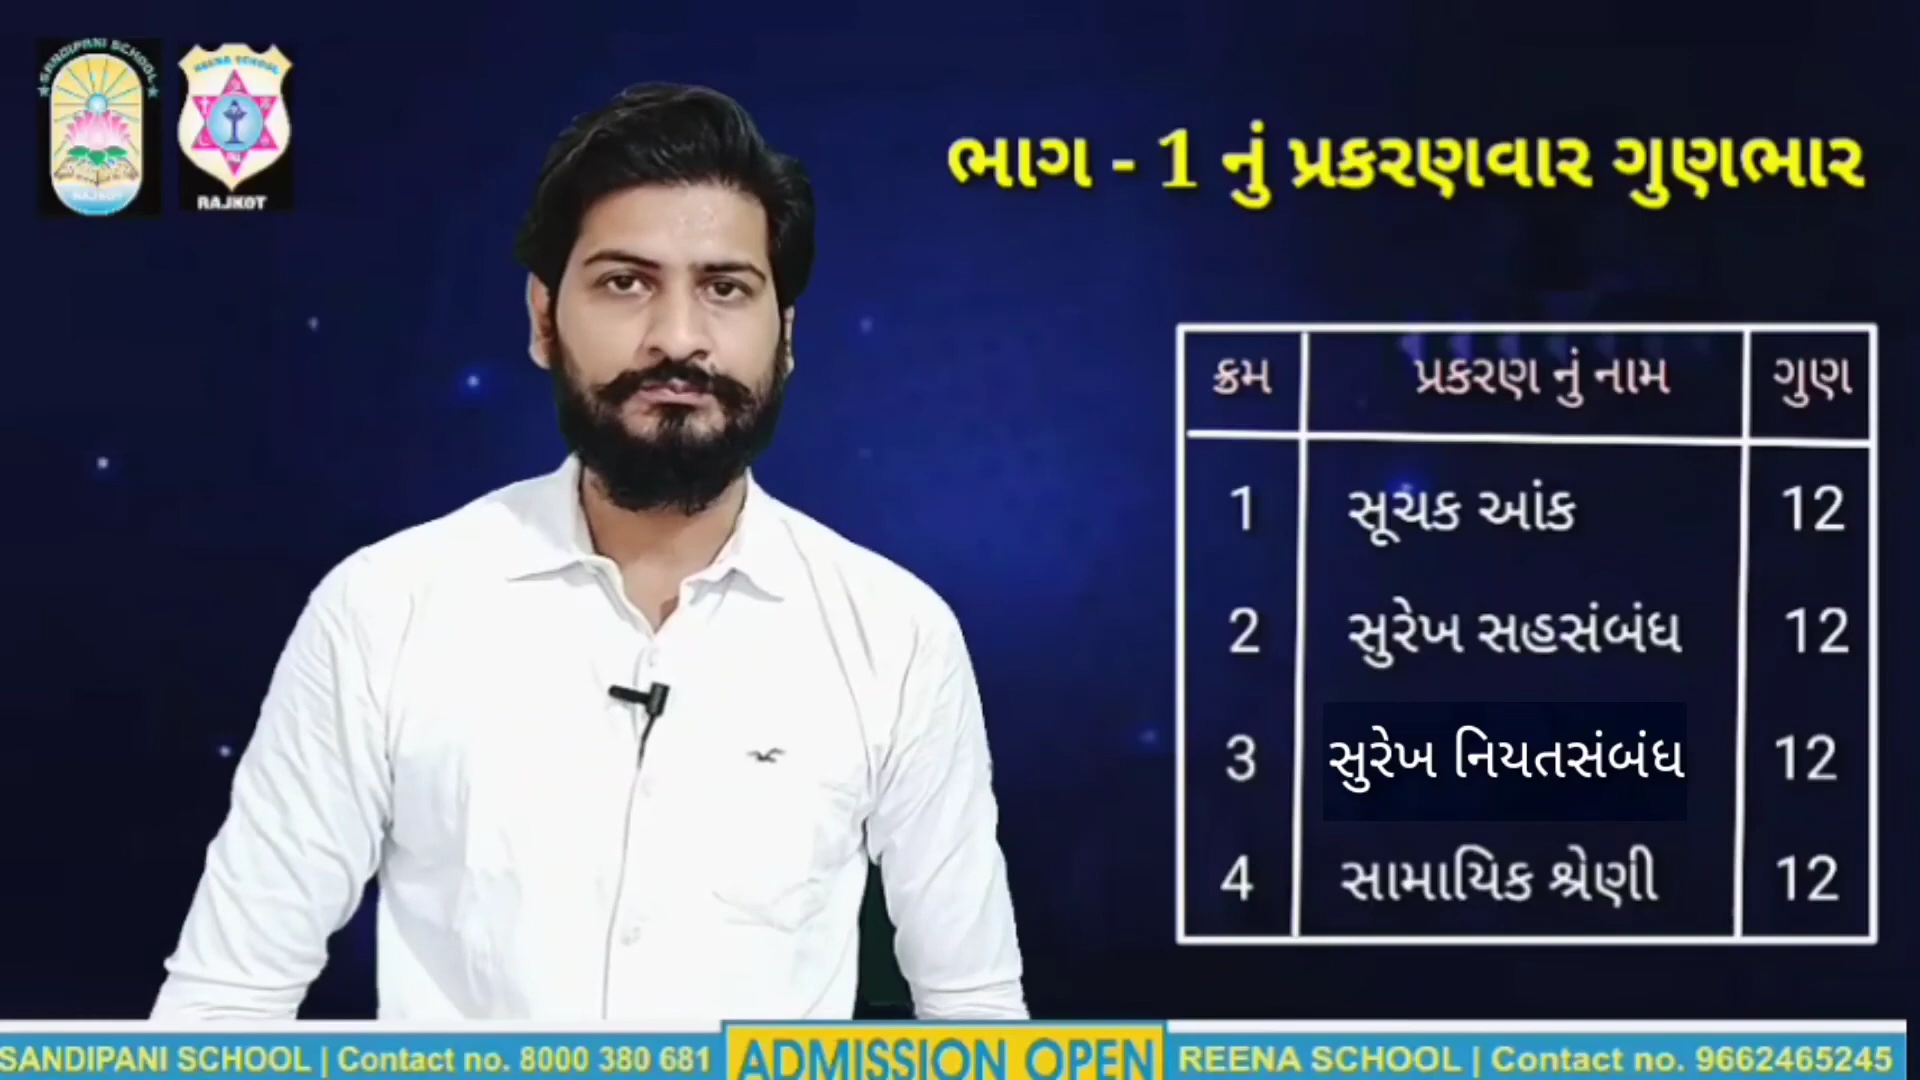 SANDIPANI SCHOOL
RAJKOT
REENA SCHOOL
RAJKOT
ભાગ - 1 નું પ્રકરણવાર ગુણભાર
ક્રમ પ્રકરણ નું નામ ગુણ
1 સૂચક આંક 12
2 સુરેખ સહસંબંધ 12
3 સુરેખ નિયતસંબંધ 12
4 સામાયિક શ્રેણી 12
SANDIPANI SCHOOL | Contact no. 8000 380 681 ADMISSION OPEN REENA SCHOOL | Contact no. 9662465245